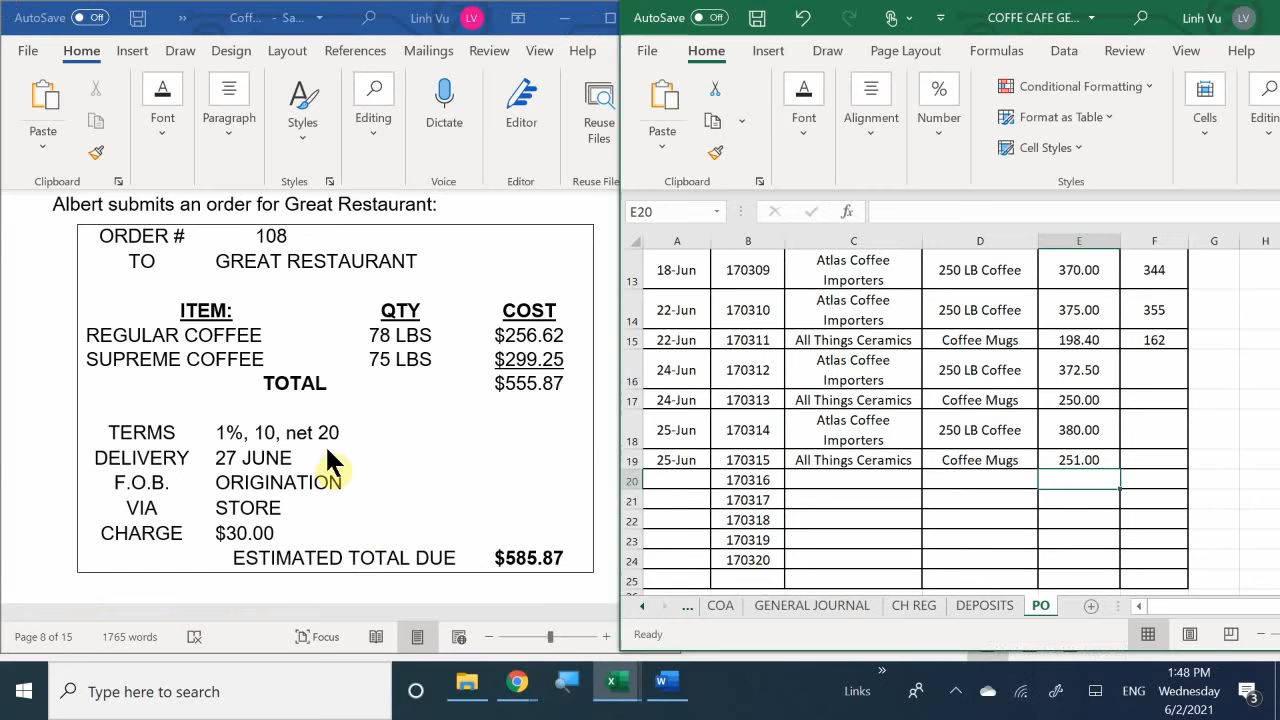 AutoSave Off » Coff... - Sa... Linh Vu LV
File Home Insert Draw Design Layout References Mailings Review View Help
Paste Font Paragraph Styles Editing Dictate Editor Reuse Files
Clipboard Styles Voice Editor Reuse File
Albert submits an order for Great Restaurant:
ORDER # 108
TO GREAT RESTAURANT
ITEM: QTY COST
REGULAR COFFEE 78 LBS $256.62
SUPREME COFFEE 75 LBS $299.25
TOTAL $555.87
TERMS 1%, 10, net 20
DELIVERY 27 JUNE
F.O.B. ORIGINATION
VIA STORE
CHARGE $30.00
ESTIMATED TOTAL DUE $585.87
Page 8 of 15 1765 words Focus
AutoSave Off COFFE CAFE GE... Linh Vu LV
File Home Insert Draw Page Layout Formulas Data Review View Help
Paste Font Alignment Number Conditional Formatting Cells Editin
Format as Table
Cell Styles
Clipboard Styles
E20 fx
A B C D E F G H
13 18-Jun 170309 Atlas Coffee Importers 250 LB Coffee 370.00 344
14 22-Jun 170310 Atlas Coffee Importers 250 LB Coffee 375.00 355
15 22-Jun 170311 All Things Ceramics Coffee Mugs 198.40 162
16 24-Jun 170312 Atlas Coffee Importers 250 LB Coffee 372.50
17 24-Jun 170313 All Things Ceramics Coffee Mugs 250.00
18 25-Jun 170314 Atlas Coffee Importers 250 LB Coffee 380.00
19 25-Jun 170315 All Things Ceramics Coffee Mugs 251.00
20 170316
21 170317
22 170318
23 170319
24 170320
25
... COA GENERAL JOURNAL CH REG DEPOSITS PO
Ready
Type here to search Links » ENG 1:48 PM
Wednesday
6/2/2021 3